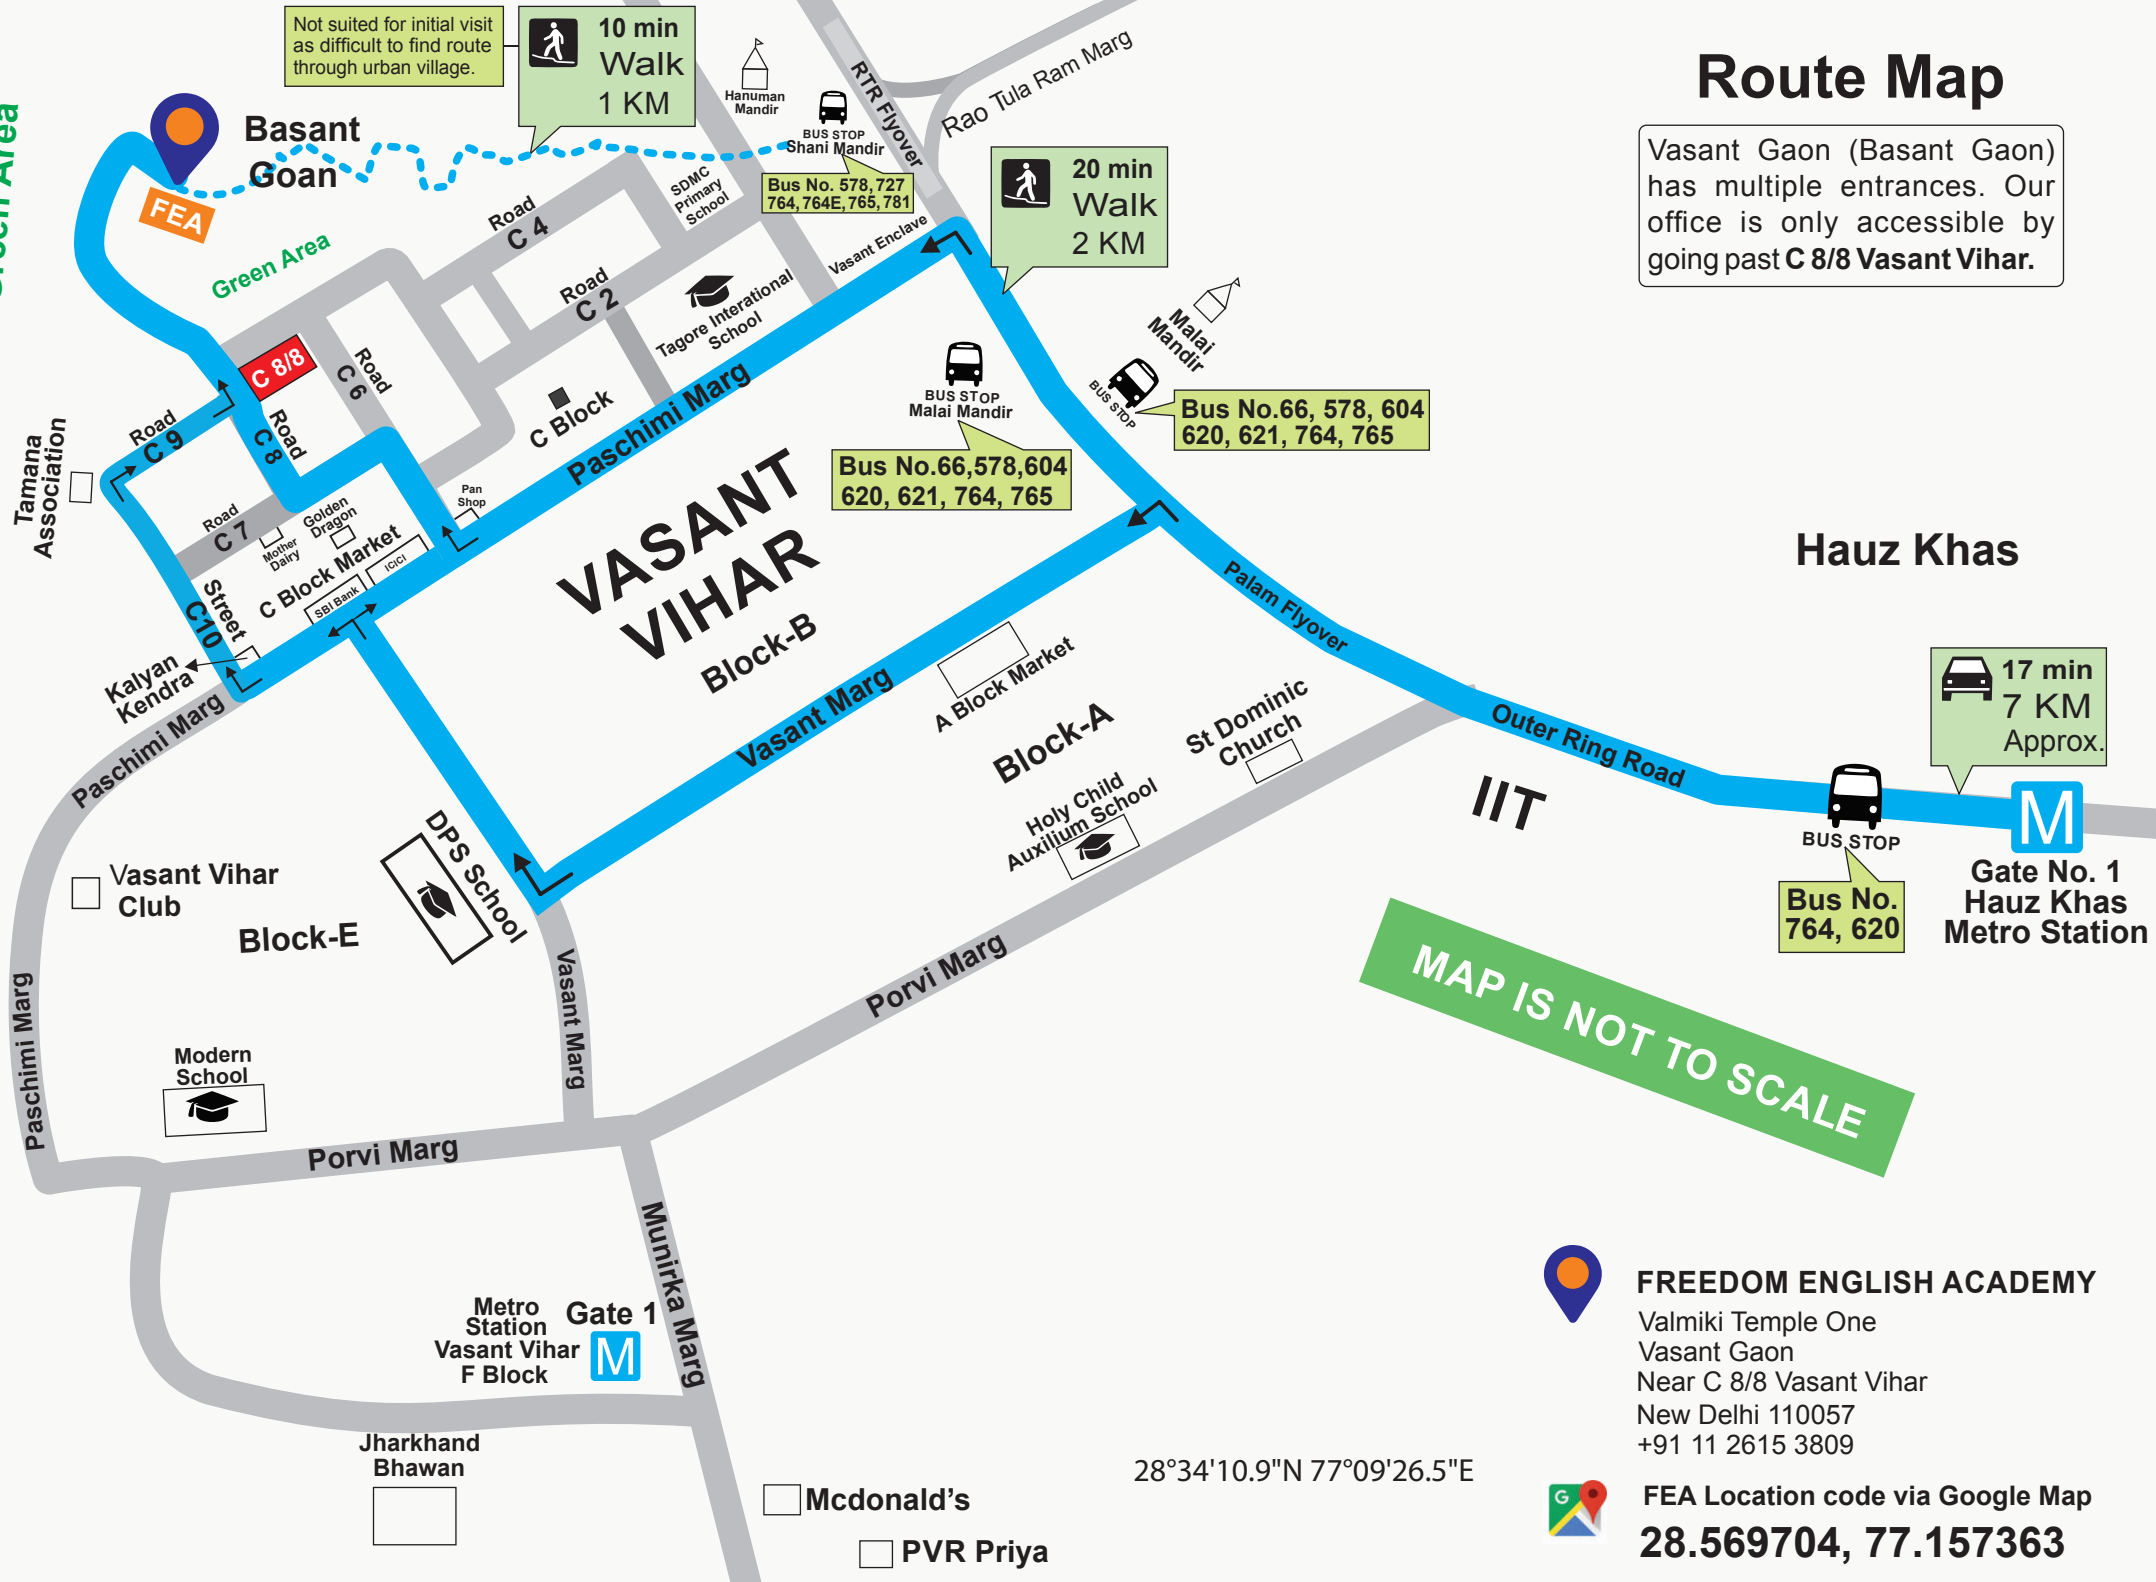 Not suited for initial visit
as difficult to find route
through urban village.
10 min
Walk
1 KM
Hanuman
Mandir
BUS STOP
Shani Mandir
Bus No. 578, 727
764, 764E, 765, 781
RTR Flyover
Rao Tula Ram Marg
20 min
Walk
2 KM
Route Map
Vasant Gaon (Basant Gaon)
has multiple entrances. Our
office is only accessible by
going past C 8/8 Vasant Vihar.
Green Area
Basant
Goan
FEA
Green Area
Road
C 4
SDMC
Primary
School
Vasant Enclave
Road
C 2
Tagore Interational
School
Malai
Mandir
BUS STOP
Bus No.66, 578, 604
620, 621, 764, 765
BUS STOP
Malai Mandir
Bus No.66,578,604
620, 621, 764, 765
C 8/8
Road
C 6
Road
C 9
Road
C 8
C Block
Paschimi Marg
Tamana
Association
Road
C 7
Mother
Dairy
Golden
Dragon
Pan
Shop
C Block Market
SBI Bank
ICICI
Street
C10
Kalyan
Kendra
Paschimi Marg
VASANT
VIHAR
Block-B
Vasant Marg
A Block Market
Block-A
St Dominic
Church
Holy Child
Auxilium School
Palam Flyover
Hauz Khas
Outer Ring Road
IIT
17 min
7 KM
Approx.
BUS STOP
Bus No.
764, 620
M
Gate No. 1
Hauz Khas
Metro Station
MAP IS NOT TO SCALE
DPS School
Vasant Vihar
Club
Block-E
Vasant Marg
Porvi Marg
Paschimi Marg
Modern
School
Porvi Marg
Munirka Marg
Metro
Station
Vasant Vihar
F Block
Gate 1
M
Jharkhand
Bhawan
Mcdonald’s
PVR Priya
28°34'10.9"N 77°09'26.5"E
FREEDOM ENGLISH ACADEMY
Valmiki Temple One
Vasant Gaon
Near C 8/8 Vasant Vihar
New Delhi 110057
+91 11 2615 3809
G
FEA Location code via Google Map
28.569704, 77.157363